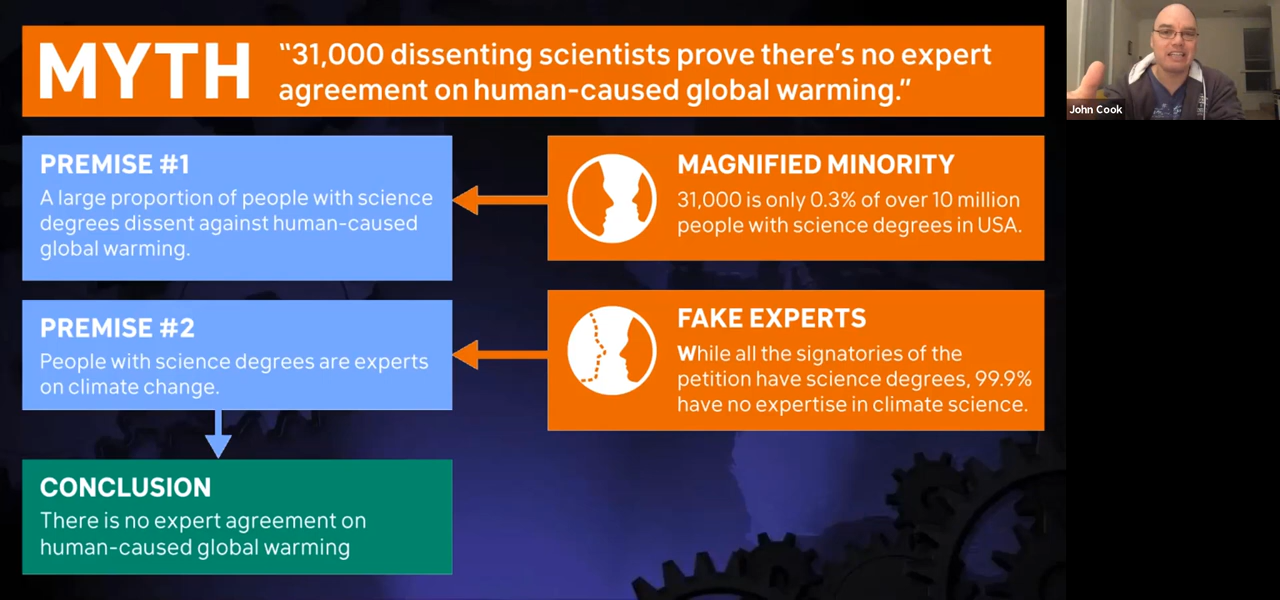 MYTH
"31,000 dissenting scientists prove there's no expert
agreement on human-caused global warming."
John Cook
PREMISE #1
A large proportion of people with science
degrees dissent against human-caused
global warming.
MAGNIFIED MINORITY
31,000 is only 0.3% of over 10 million
people with science degrees in USA.
PREMISE #2
People with science degrees are experts
on climate change.
FAKE EXPERTS
While all the signatories of the
petition have science degrees, 99.9%
have no expertise in climate science.
CONCLUSION
There is no expert agreement on
human-caused global warming